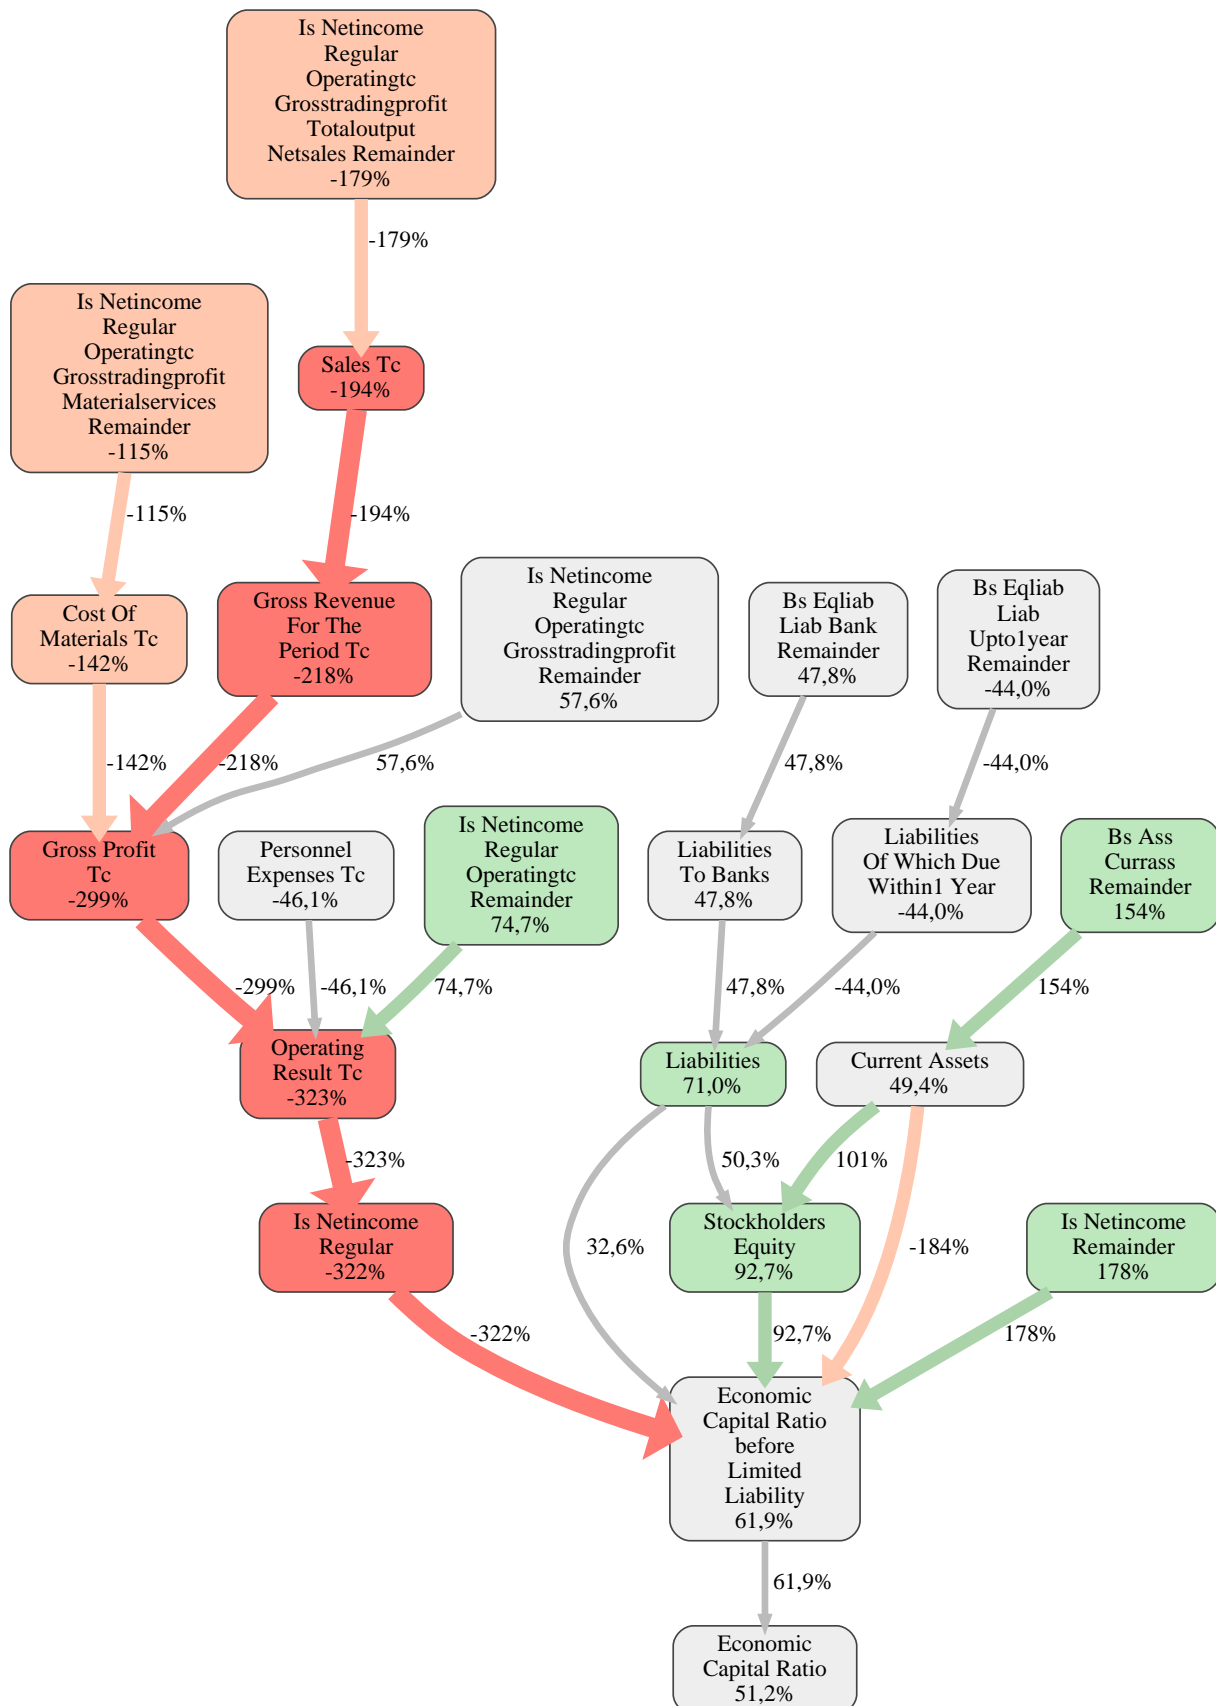 Is Netincome
Regular
Operatingtc
Grosstradingprofit
Totaloutput
Netsales Remainder
-179%
-179%
Is Netincome
Regular
Operatingtc
Grosstradingprofit
Materialservices
Remainder
-115%
Sales Tc
-194%
-115%
-194%
Cost Of
Materials Tc
-142%
Gross Revenue
For The
Period Tc
-218%
Is Netincome
Regular
Operatingtc
Grosstradingprofit
Remainder
57,6%
Bs Eqliab
Liab Bank
Remainder
47,8%
Bs Eqliab
Liab
Upto1year
Remainder
-44,0%
-142%
-218%
57,6%
47,8%
-44,0%
Gross Profit
Tc
-299%
Personnel
Expenses Tc
-46,1%
Is Netincome
Regular
Operatingtc
Remainder
74,7%
Liabilities
To Banks
47,8%
Liabilities
Of Which Due
Within1 Year
-44,0%
Bs Ass
Currass
Remainder
154%
-299%
-46,1%
74,7%
47,8%
-44,0%
154%
Operating
Result Tc
-323%
Liabilities
71,0%
Current Assets
49,4%
-323%
50,3%
101%
Is Netincome
Regular
-322%
32,6%
Stockholders
Equity
92,7%
-184%
Is Netincome
Remainder
178%
-322%
92,7%
178%
Economic
Capital Ratio
before
Limited
Liability
61,9%
61,9%
Economic
Capital Ratio
51,2%